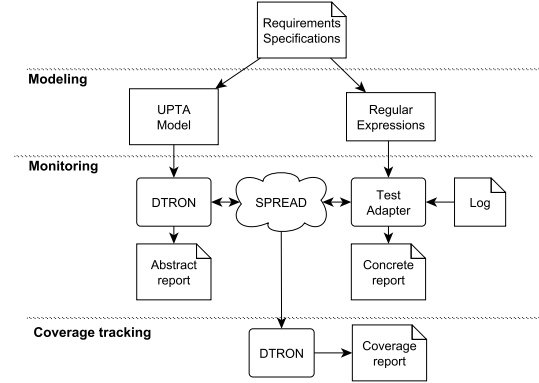 Requirements
Specifications
Modeling
UPTA
Model
Regular
Expressions
Monitoring
DTRON
SPREAD
Test
Adapter
Log
Abstract
report
Concrete
report
Coverage tracking
DTRON
Coverage
report